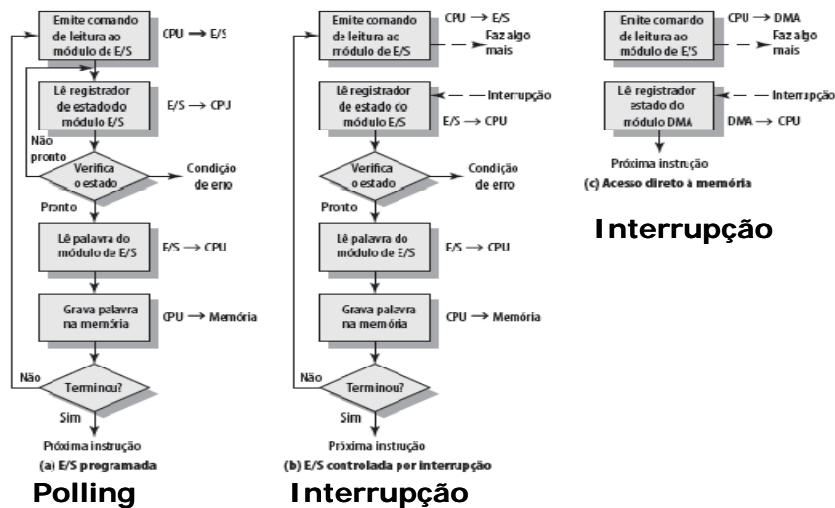 Emite comando
de leitura ao
módulo de E/S
CPU → E/S
Lê registrador
de estado do
módulo E/S
E/S → CPU
Não
pronto
Verifica
o estado
Condição
de erro
Pronto
Lê palavra do
módulo de E/S
E/S → CPU
Grava palavra
na memória
CPU → Memória
Não
Terminou?
Sim
Próxima instrução
(a) E/S programada
Polling
Emite comando
de leitura ao
módulo de E/S
CPU → E/S
Faz algo
mais
Lê registrador
de estado do
módulo E/S
Interrupção
E/S → CPU
Verifica
o estado
Condição
de erro
Pronto
Lê palavra do
módulo de E/S
E/S → CPU
Grava palavra
na memória
CPU → Memória
Não
Terminou?
Sim
Próxima instrução
(b) E/S controlada por interrupção
Interrupção
Emite comando
de leitura ao
módulo de E/S
CPU → DMA
Faz algo
mais
Lê registrador
estado do
módulo DMA
Interrupção
DMA → CPU
Próxima instrução
(c) Acesso direto à memória
Interrupção